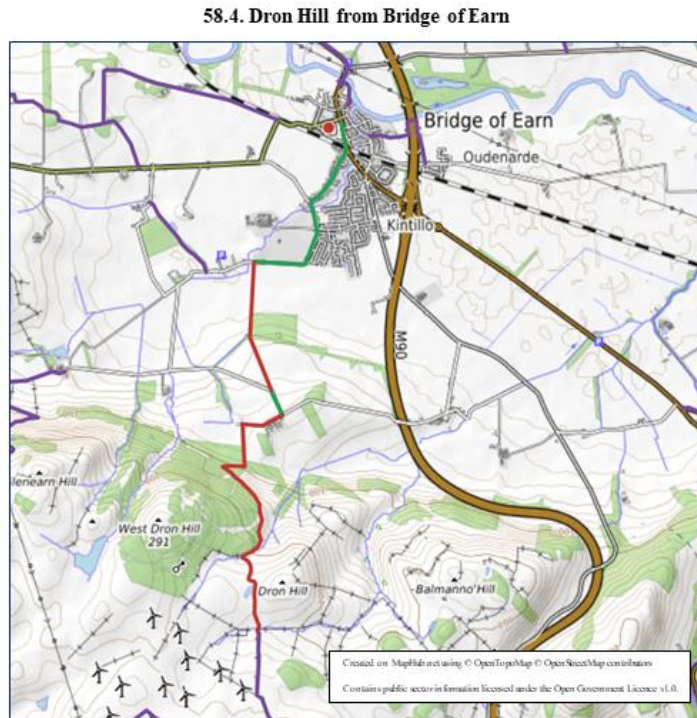 58.4. Dron Hill from Bridge of Earn
Bridge of Earn
Oudenarde
Kintillo
M90
lenearn Hill
West Dron Hill
291
Dron Hill
Balmanno Hill
Created on MapHub.net using © OpenTopoMap © OpenStreetMap contributors
Contains public sector information licensed under the Open Government Licence v1.0.